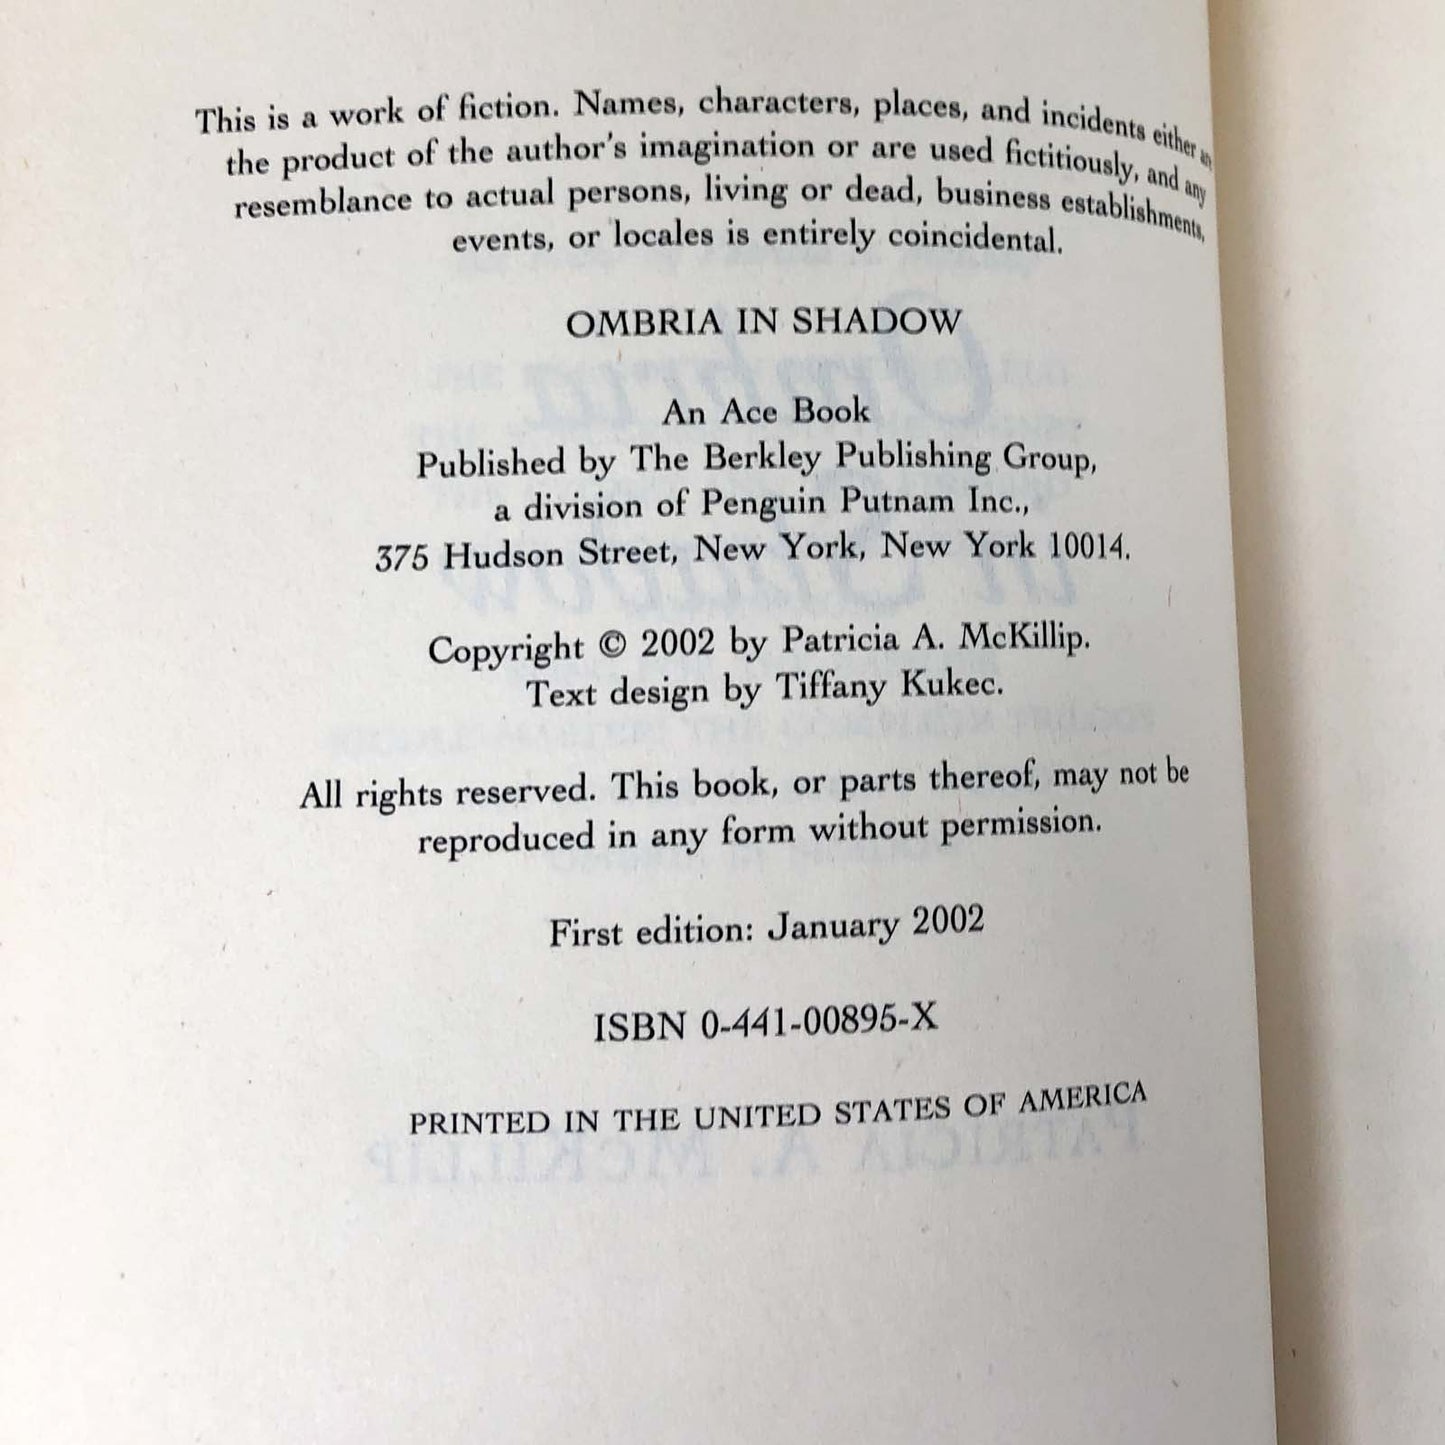 This is a work of fiction. Names, characters, places, and incidents either
the product of the author's imagination or are used fictitiously, and any
resemblance to actual persons, living or dead, business establishments,
events, or locales is entirely coincidental.
OMBRIA IN SHADOW
An Ace Book
Published by The Berkley Publishing Group,
a division of Penguin Putnam Inc.,
375 Hudson Street, New York, New York 10014.
Copyright © 2002 by Patricia A. McKillip.
Text design by Tiffany Kukec.
All rights reserved. This book, or parts thereof, may not be
reproduced in any form without permission.
First edition: January 2002
ISBN 0-441-00895-X
PRINTED IN THE UNITED STATES OF AMERICA